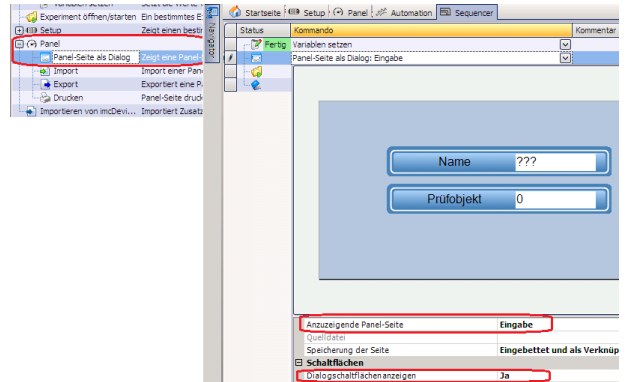 Variablen setzen
Experiment öffnen/starten Ein bestimmtes E
Setup Zeigt einen bestir
Panel
Panel-Seite als Dialog Zeigt eine Panel-S
Import Import einer Pan
Export Exportiert eine P
Drucken Panel-Seite druck
Importieren von imcDevi... Importiert Zusatz
Navigator
Startseite Setup Panel Automation Sequencer
Status Kommando Kommentar
Fertig Variablen setzen
Panel-Seite als Dialog: Eingabe
Name ???
Prüfobjekt 0
Anzuzeigende Panel-Seite Eingabe
Quelldatei
Speicherung der Seite Eingebettet und als Verknüp
Schaltflächen
Dialogschaltflächen anzeigen Ja